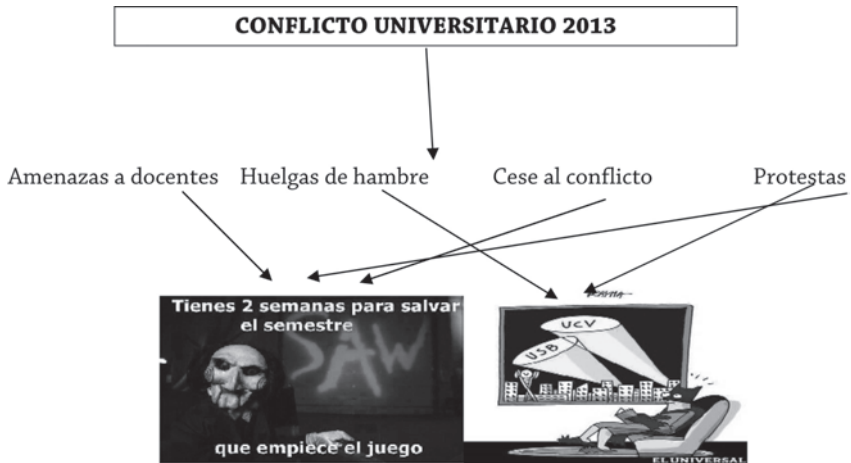 CONFLICTO UNIVERSITARIO 2013
Amenazas a docentes Huelgas de hambre Cese al conflicto Protestas
Tienes 2 semanas para salvar
el semestre
SAW
que empiece el juego
UCV
USB
EL UNIVERSAL